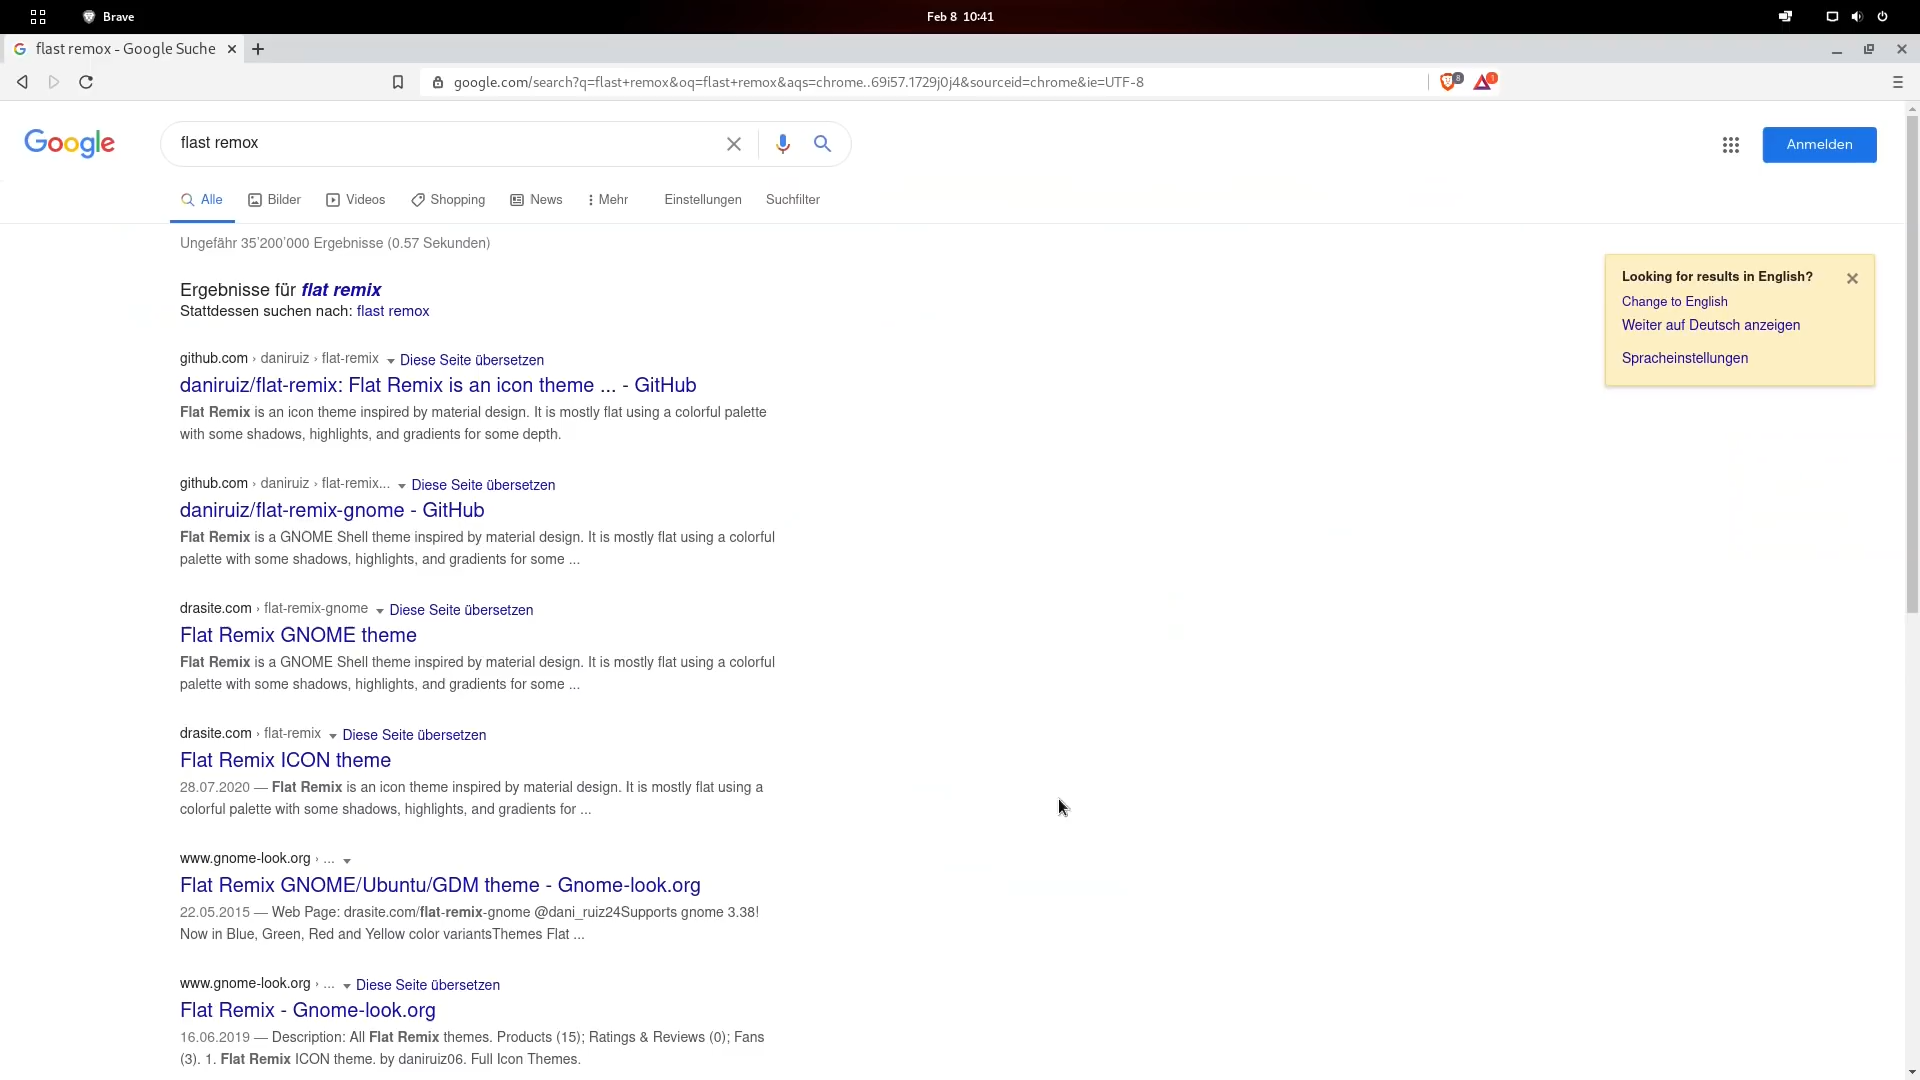 Brave
Feb 8 10:41
flast remox - Google Suche
google.com/search?q=flast+remox&oq=flast+remox&aqs=chrome..69i57.1729j0j4&sourceid=chrome&ie=UTF-8
8
1
Google
flast remox
Anmelden
Alle Bilder Videos Shopping News Mehr Einstellungen Suchfilter
Ungefähr 35'200'000 Ergebnisse (0.57 Sekunden)
Looking for results in English?
Change to English
Weiter auf Deutsch anzeigen
Spracheinstellungen
Ergebnisse für flat remix
Stattdessen suchen nach: flast remox
github.com › daniruiz › flat-remix Diese Seite übersetzen
daniruiz/flat-remix: Flat Remix is an icon theme ... - GitHub
Flat Remix is an icon theme inspired by material design. It is mostly flat using a colorful palette
with some shadows, highlights, and gradients for some depth.
github.com › daniruiz › flat-remix... Diese Seite übersetzen
daniruiz/flat-remix-gnome - GitHub
Flat Remix is a GNOME Shell theme inspired by material design. It is mostly flat using a colorful
palette with some shadows, highlights, and gradients for some ...
drasite.com › flat-remix-gnome Diese Seite übersetzen
Flat Remix GNOME theme
Flat Remix is a GNOME Shell theme inspired by material design. It is mostly flat using a colorful
palette with some shadows, highlights, and gradients for some ...
drasite.com › flat-remix Diese Seite übersetzen
Flat Remix ICON theme
28.07.2020 — Flat Remix is an icon theme inspired by material design. It is mostly flat using a
colorful palette with some shadows, highlights, and gradients for ...
www.gnome-look.org › ...
Flat Remix GNOME/Ubuntu/GDM theme - Gnome-look.org
22.05.2015 — Web Page: drasite.com/flat-remix-gnome @dani_ruiz24Supports gnome 3.38!
Now in Blue, Green, Red and Yellow color variantsThemes Flat ...
www.gnome-look.org › ... Diese Seite übersetzen
Flat Remix - Gnome-look.org
16.06.2019 — Description: All Flat Remix themes. Products (15); Ratings & Reviews (0); Fans
(3). 1. Flat Remix ICON theme. by daniruiz06. Full Icon Themes.